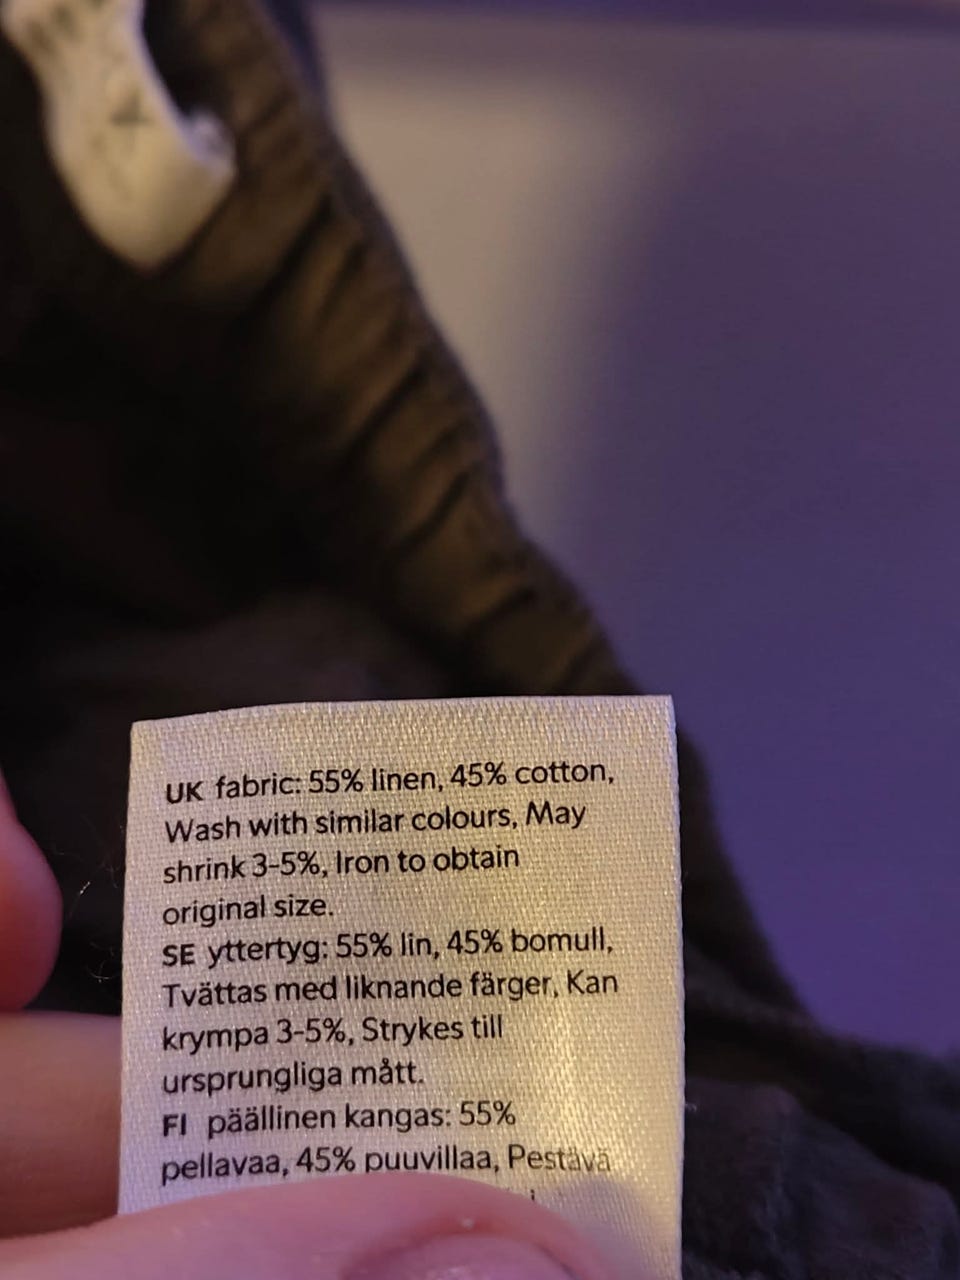 UK fabric: 55% linen, 45% cotton,
Wash with similar colours, May
shrink 3-5%, Iron to obtain
original size.
SE yttertyg: 55% lin, 45% bomull,
Tvättas med liknande färger, Kan
krympa 3-5%, Strykes till
ursprungliga mått.
FI päällinen kangas: 55%
pellavaa, 45% puuvillaa, Pestävä